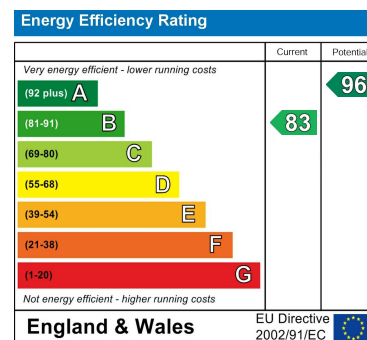 Energy Efficiency Rating
Current Potential
Very energy efficient - lower running costs
(92 plus) A
96
(81-91) B
83
(69-80) C
(55-68) D
(39-54) E
(21-38) F
(1-20) G
Not energy efficient - higher running costs
England & Wales
EU Directive
2002/91/EC